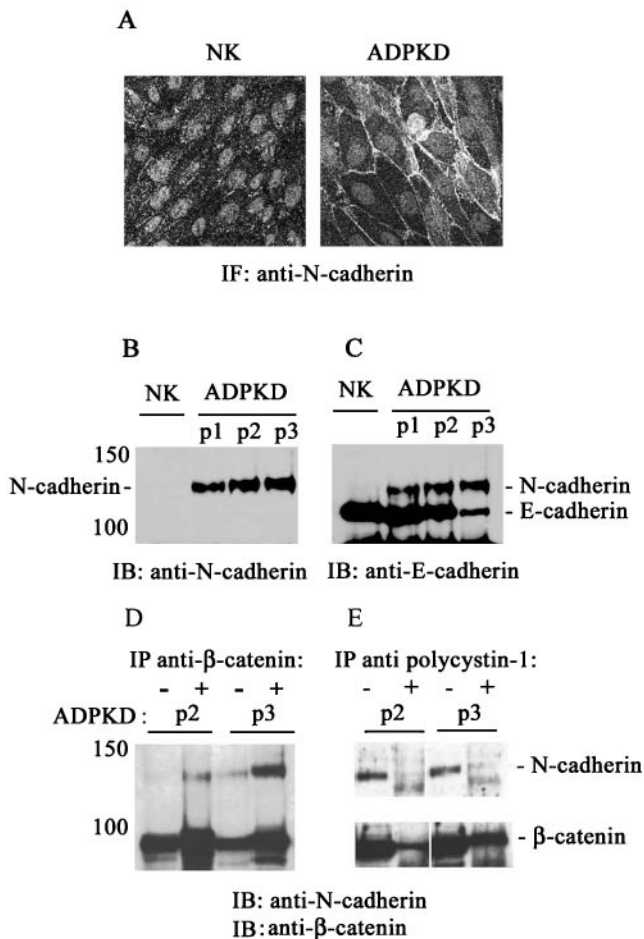 A
NK ADPKD
IF: anti-N-cadherin
B C
NK ADPKD NK ADPKD
p1 p2 p3 p1 p2 p3
150
N-cadherin - - N-cadherin
- E-cadherin
100
IB: anti-N-cadherin IB: anti-E-cadherin
D E
IP anti-β-catenin: IP anti polycystin-1:
- + - + - + - +
ADPKD : p2 p3 p2 p3
150
- N-cadherin
100
- β-catenin
IB: anti-N-cadherin
IB: anti-β-catenin